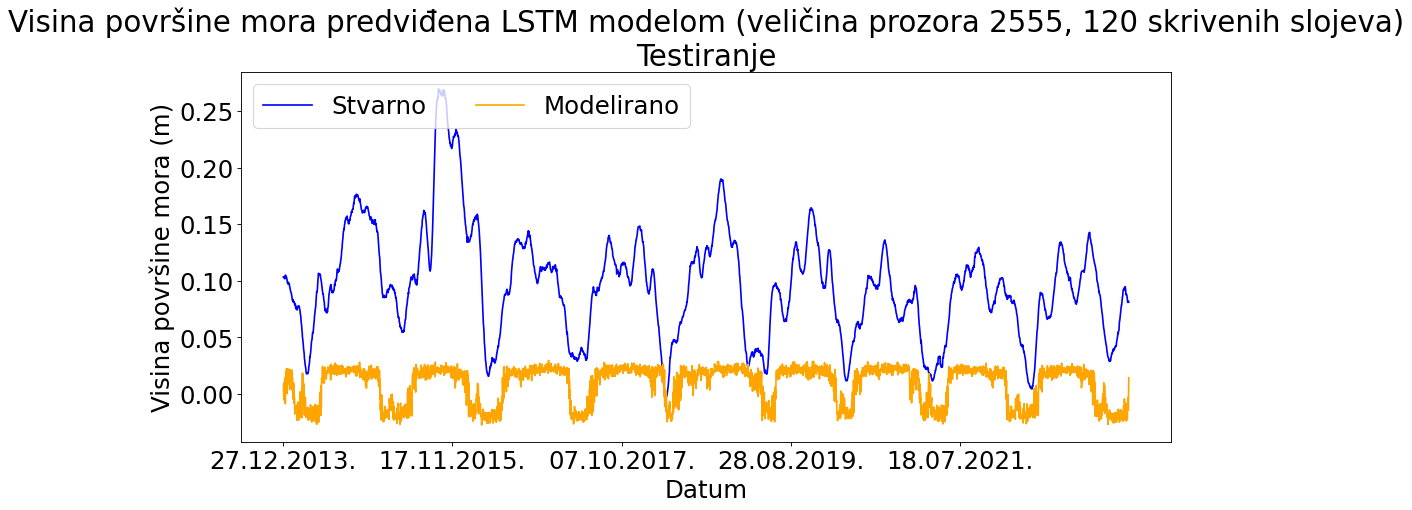 Visina površine mora predviđena LSTM modelom (veličina prozora 2555, 120 skrivenih slojeva)
Testiranje
Stvarno
Modelirano
Visina površine mora (m)
0.25
0.20
0.15
0.10
0.05
0.00
27.12.2013.
17.11.2015.
07.10.2017.
28.08.2019.
18.07.2021.
Datum